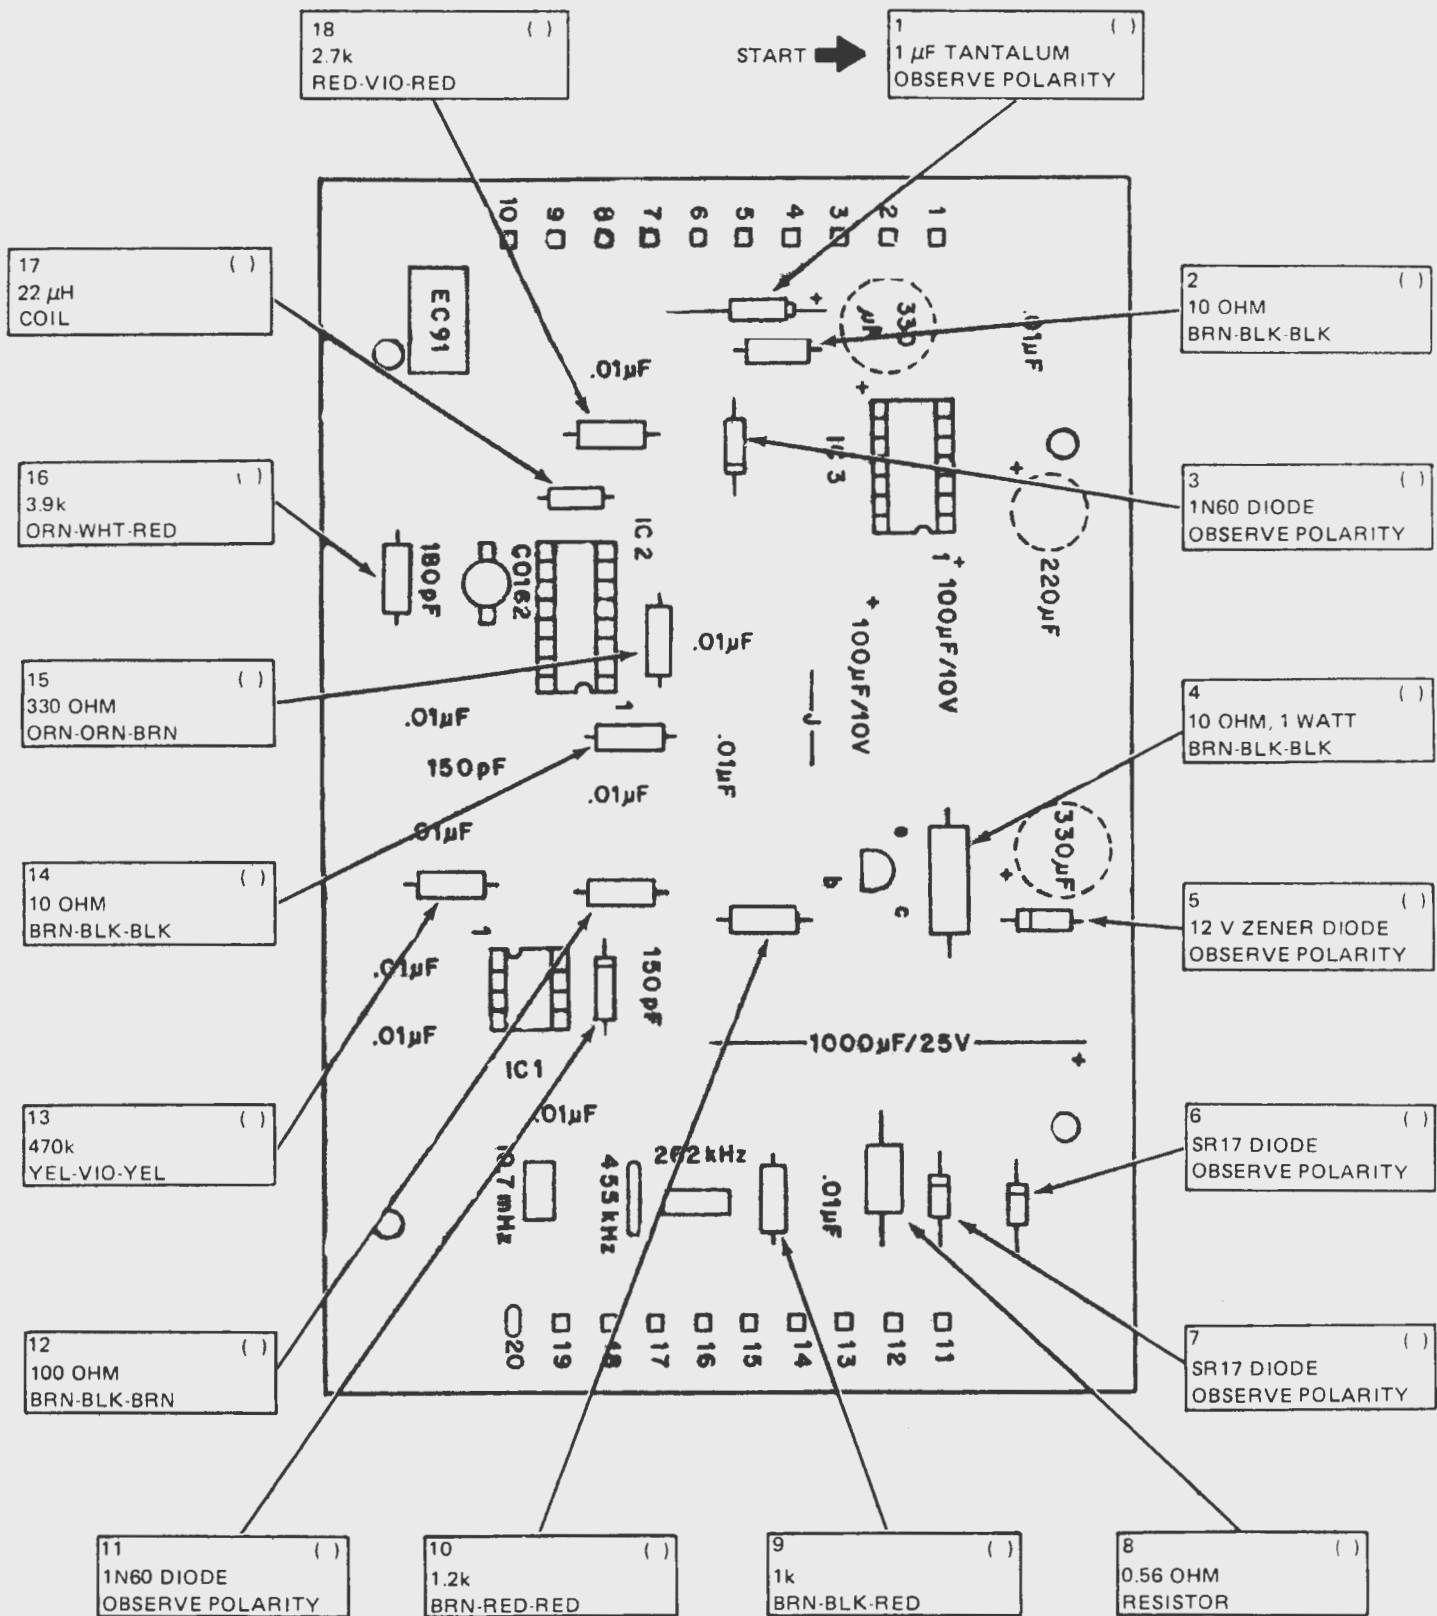 18 ( )
2.7k
RED-VIO-RED
START
1 ( )
1 µF TANTALUM
OBSERVE POLARITY
10 9 8 7 6 5 4 3 2 1
17 ( )
22 µH
COIL
EC91
+
330 µF
.01µF
2 ( )
10 OHM
BRN-BLK-BLK
.01µF
+
IC 3
+
16 ( )
3.9k
ORN-WHT-RED
3 ( )
1N60 DIODE
OBSERVE POLARITY
180pF
C0162
IC 2
1
+
100µF/10V
220µF
+
100µF/10V
.01µF
15 ( )
330 OHM
ORN-ORN-BRN
.01µF
1
J
4 ( )
10 OHM, 1 WATT
BRN-BLK-BLK
150pF
.01µF
.01µF
.01µF
e
b
c
330µF
+
14 ( )
10 OHM
BRN-BLK-BLK
5 ( )
12 V ZENER DIODE
OBSERVE POLARITY
1
.01µF
150pF
.01µF
IC1
1000µF/25V
+
.01µF
13 ( )
470k
YEL-VIO-YEL
6 ( )
SR17 DIODE
OBSERVE POLARITY
10.7mHz
455kHz
262kHz
.01µF
20 19 18 17 16 15 14 13 12 11
12 ( )
100 OHM
BRN-BLK-BRN
7 ( )
SR17 DIODE
OBSERVE POLARITY
11 ( )
1N60 DIODE
OBSERVE POLARITY
10 ( )
1.2k
BRN-RED-RED
9 ( )
1k
BRN-BLK-RED
8 ( )
0.56 OHM
RESISTOR